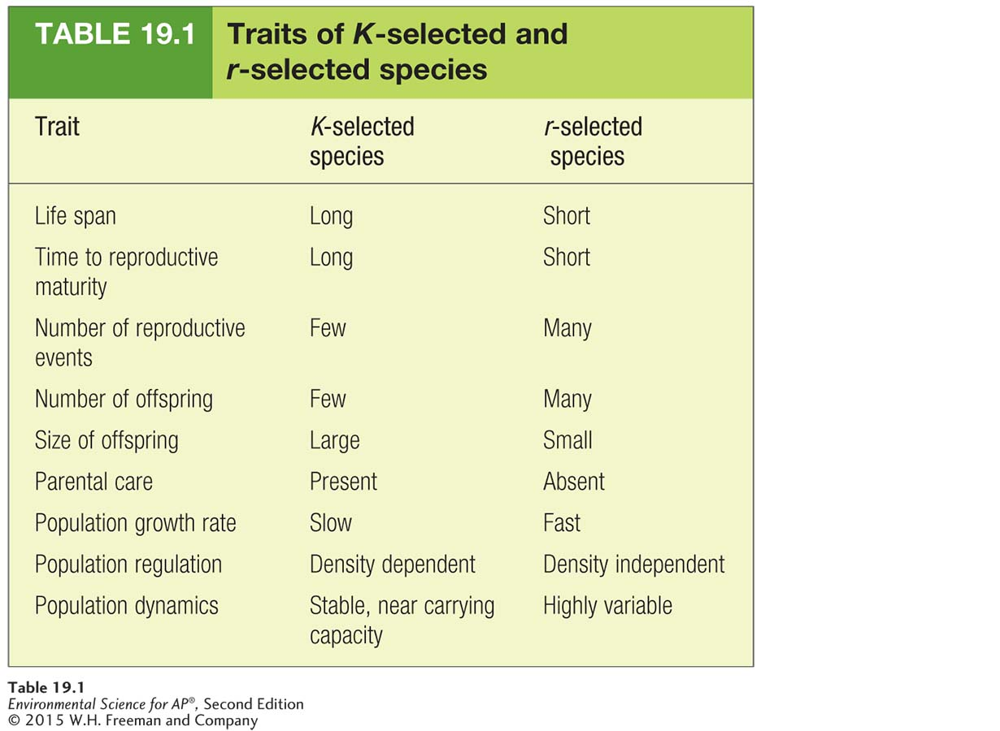 TABLE 19.1
Traits of K-selected and
r-selected species
Trait
K-selected
species
r-selected
species
Life span Long Short
Time to reproductive Long Short
maturity
Number of reproductive Few Many
events
Number of offspring Few Many
Size of offspring Large Small
Parental care Present Absent
Population growth rate Slow Fast
Population regulation Density dependent Density independent
Population dynamics Stable, near carrying Highly variable
capacity
Table 19.1
Environmental Science for AP®, Second Edition
© 2015 W.H. Freeman and Company